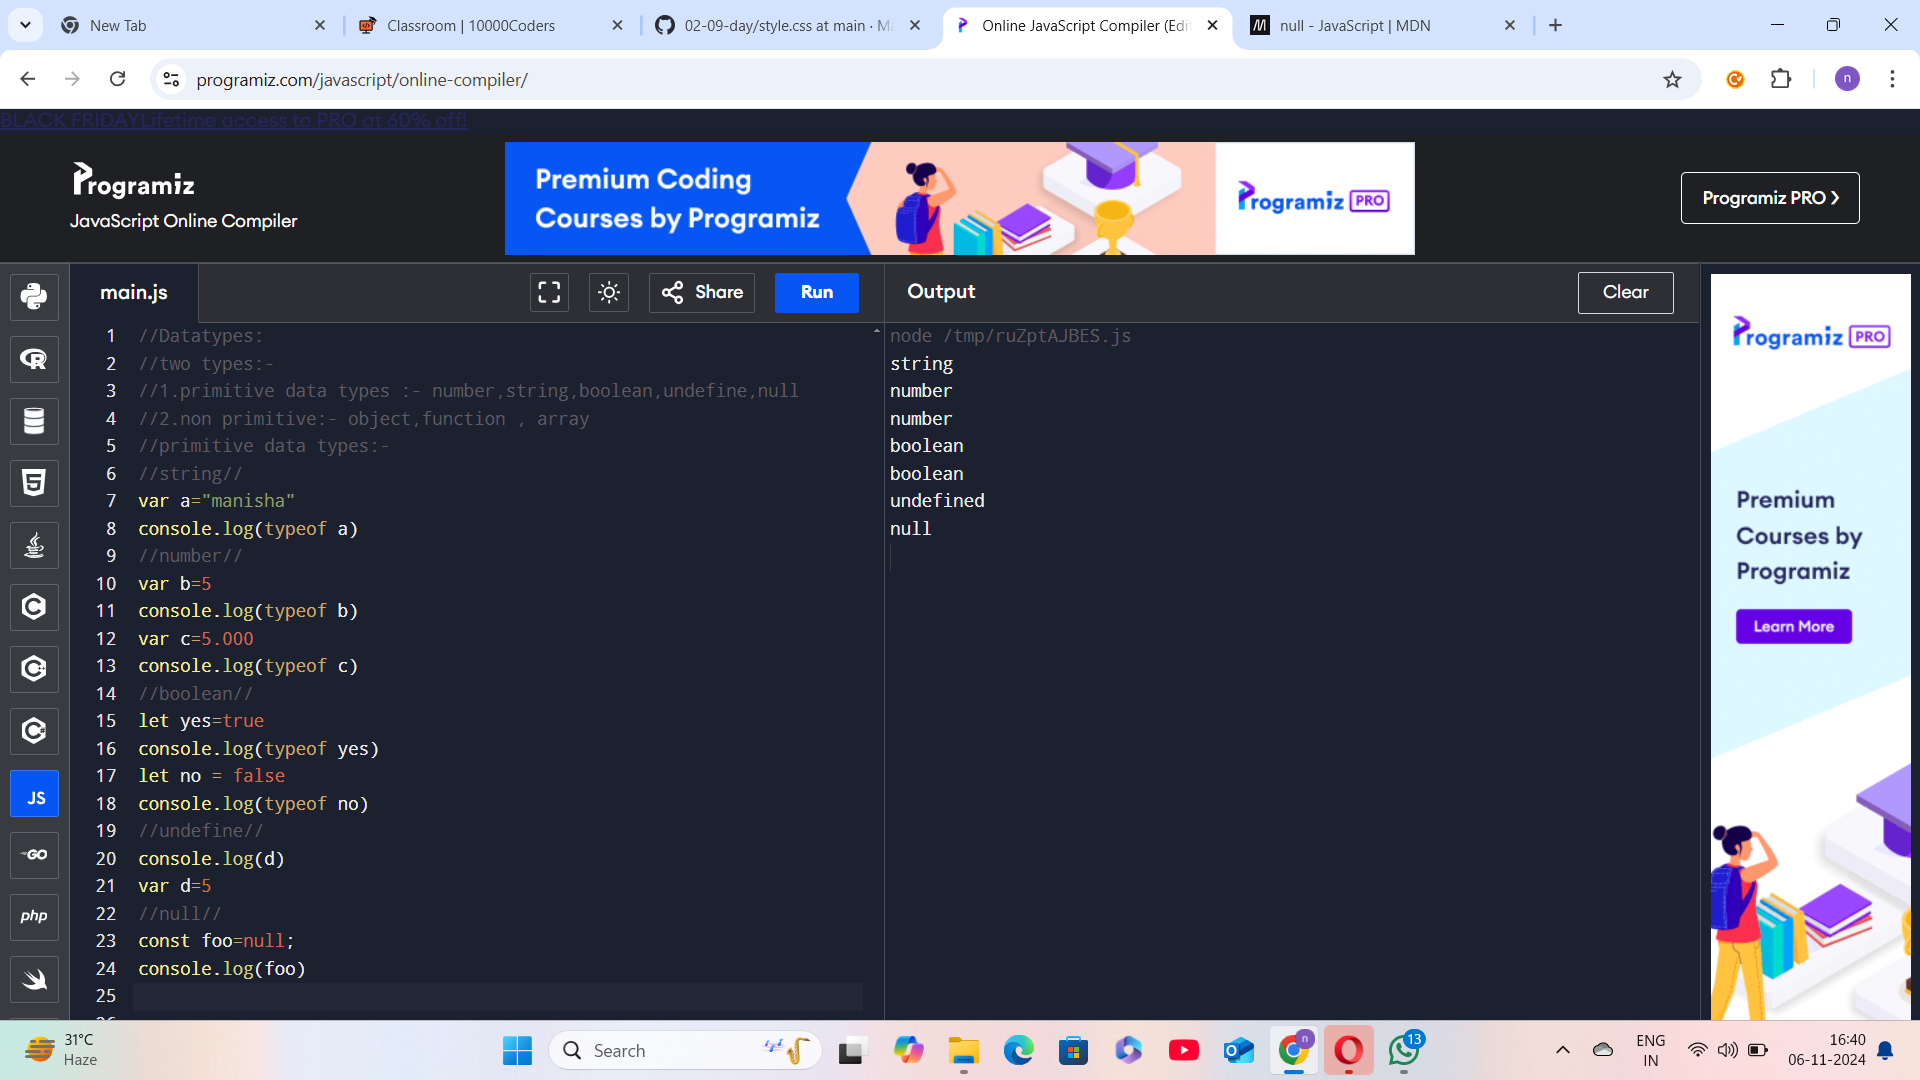 New Tab
Classroom | 10000Coders
02-09-day/style.css at main · Ma
Online JavaScript Compiler (Edit
null - JavaScript | MDN
programiz.com/javascript/online-compiler/
n
BLACK FRIDAYLifetime access to PRO at 60% off!
Programiz
JavaScript Online Compiler
Premium Coding
Courses by Programiz
Programiz PRO
Programiz PRO ❯
main.js
Share
Run
Output
Clear
1 //Datatypes:
2 //two types:-
3 //1.primitive data types :- number,string,boolean,undefine,null
4 //2.non primitive:- object,function , array
5 //primitive data types:-
6 //string//
7 var a="manisha"
8 console.log(typeof a)
9 //number//
10 var b=5
11 console.log(typeof b)
12 var c=5.000
13 console.log(typeof c)
14 //boolean//
15 let yes=true
16 console.log(typeof yes)
17 let no = false
18 console.log(typeof no)
19 //undefine//
20 console.log(d)
21 var d=5
22 //null//
23 const foo=null;
24 console.log(foo)
25
node /tmp/ruZptAJBES.js
string
number
number
boolean
boolean
undefined
null
Programiz PRO
Premium
Courses by
Programiz
Learn More
R
5
C
C
C
JS
GO
php
31°C
Haze
Search
n
13
ENG
IN
16:40
06-11-2024